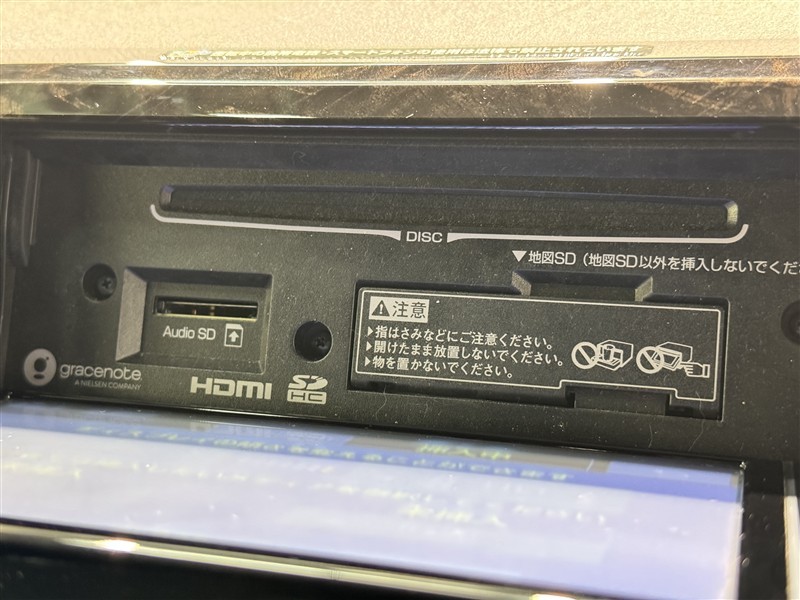 DISC
▼地図SD（地図SD以外を挿入しないでくだ
Audio SD
⚠注意
▶指はさみなどにご注意ください。
▶開けたまま放置しないでください。
▶物を置かないでください。
gracenote.
A NIELSEN COMPANY
HDMI
SD
HC
挿入中